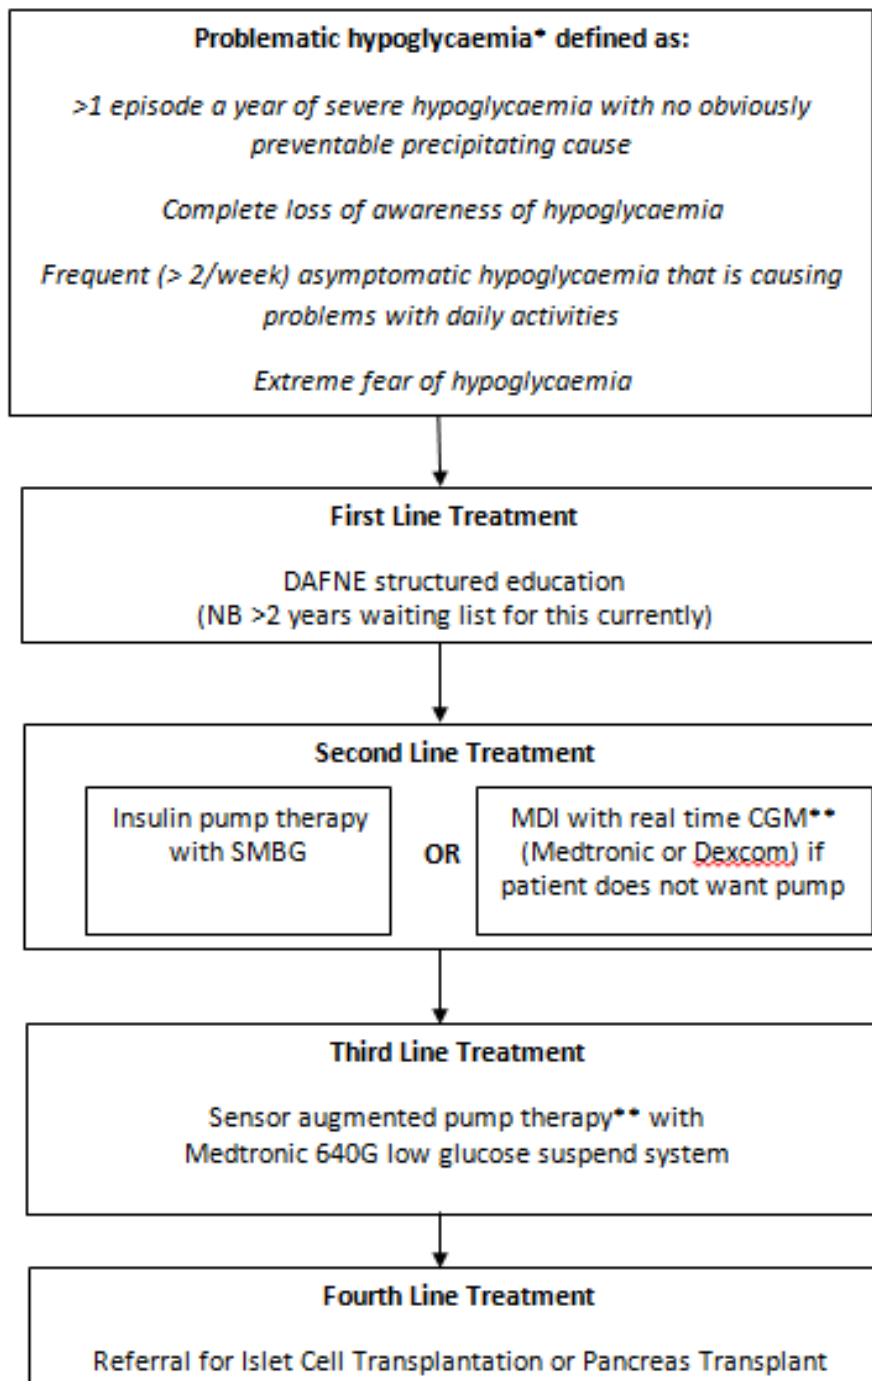 Problematic hypoglycaemia* defined as:
>1 episode a year of severe hypoglycaemia with no obviously
preventable precipitating cause
Complete loss of awareness of hypoglycaemia
Frequent (> 2/week) asymptomatic hypoglycaemia that is causing
problems with daily activities
Extreme fear of hypoglycaemia
First Line Treatment
DAFNE structured education
(NB >2 years waiting list for this currently)
Second Line Treatment
Insulin pump therapy
with SMBG
OR
MDI with real time CGM**
(Medtronic or Dexcom) if
patient does not want pump
Third Line Treatment
Sensor augmented pump therapy** with
Medtronic 640G low glucose suspend system
Fourth Line Treatment
Referral for Islet Cell Transplantation or Pancreas Transplant